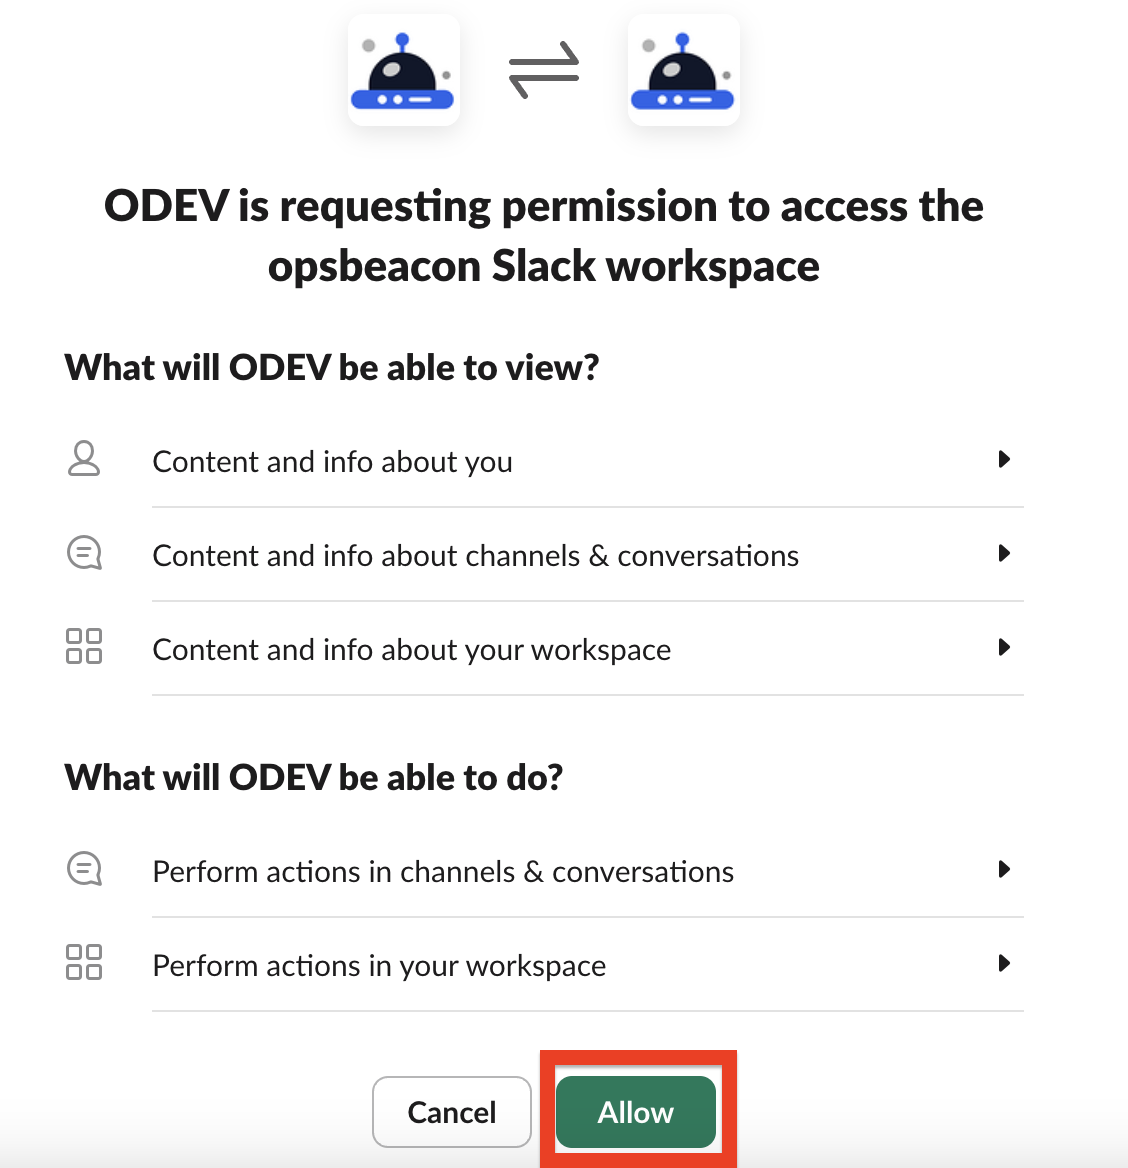 ODEV is requesting permission to access the
opsbeacon Slack workspace
What will ODEV be able to view?
Content and info about you
Content and info about channels & conversations
Content and info about your workspace
What will ODEV be able to do?
Perform actions in channels & conversations
Perform actions in your workspace
Cancel
Allow